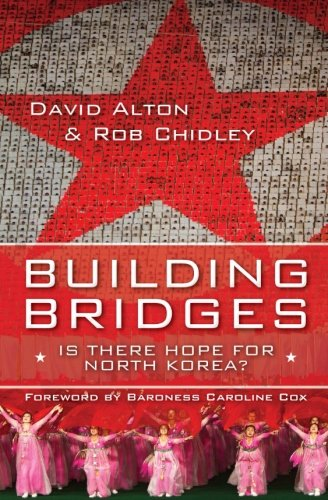 DAVID ALTON
& ROB CHIDLEY
BUILDING
BRIDGES
IS THERE HOPE FOR
NORTH KOREA?
FOREWORD BY BARONESS CAROLINE COX